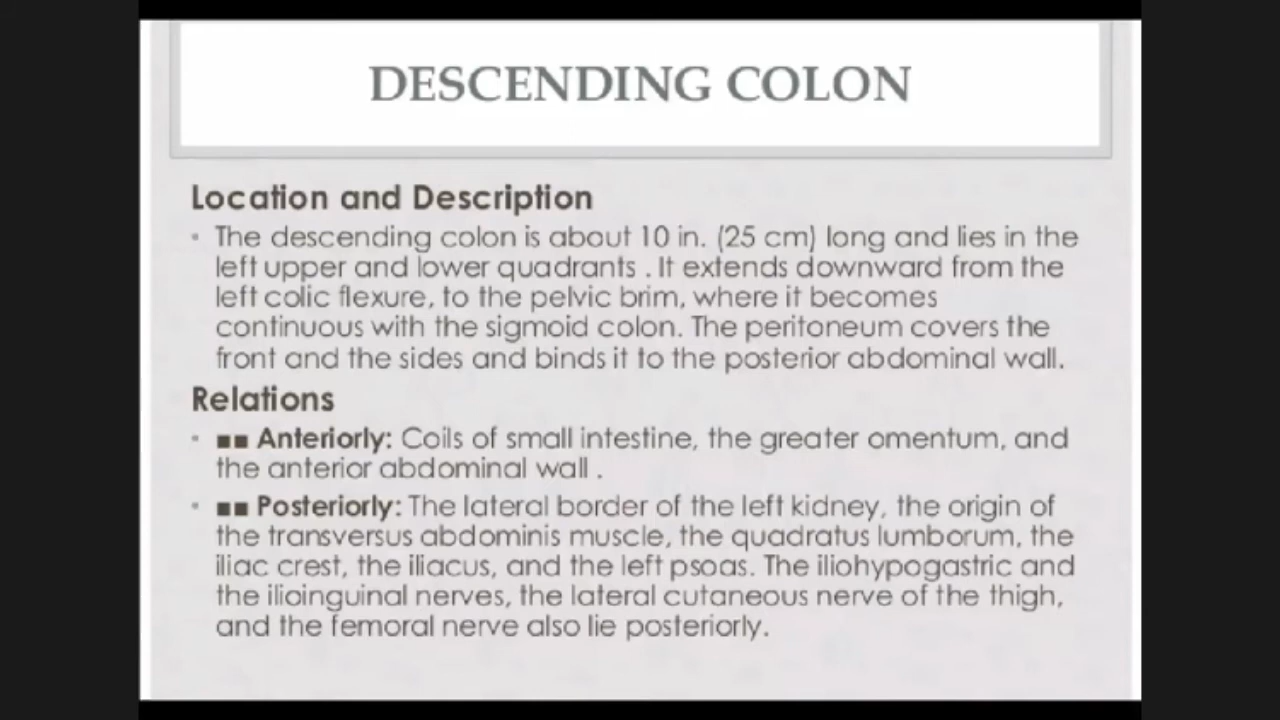 DESCENDING COLON
Location and Description
• The descending colon is about 10 in. (25 cm) long and lies in the
left upper and lower quadrants . It extends downward from the
left colic flexure, to the pelvic brim, where it becomes
continuous with the sigmoid colon. The peritoneum covers the
front and the sides and binds it to the posterior abdominal wall.
Relations
• ■■ Anteriorly: Coils of small intestine, the greater omentum, and
the anterior abdominal wall .
• ■■ Posteriorly: The lateral border of the left kidney, the origin of
the transversus abdominis muscle, the quadratus lumborum, the
iliac crest, the iliacus, and the left psoas. The iliohypogastric and
the ilioinguinal nerves, the lateral cutaneous nerve of the thigh,
and the femoral nerve also lie posteriorly.